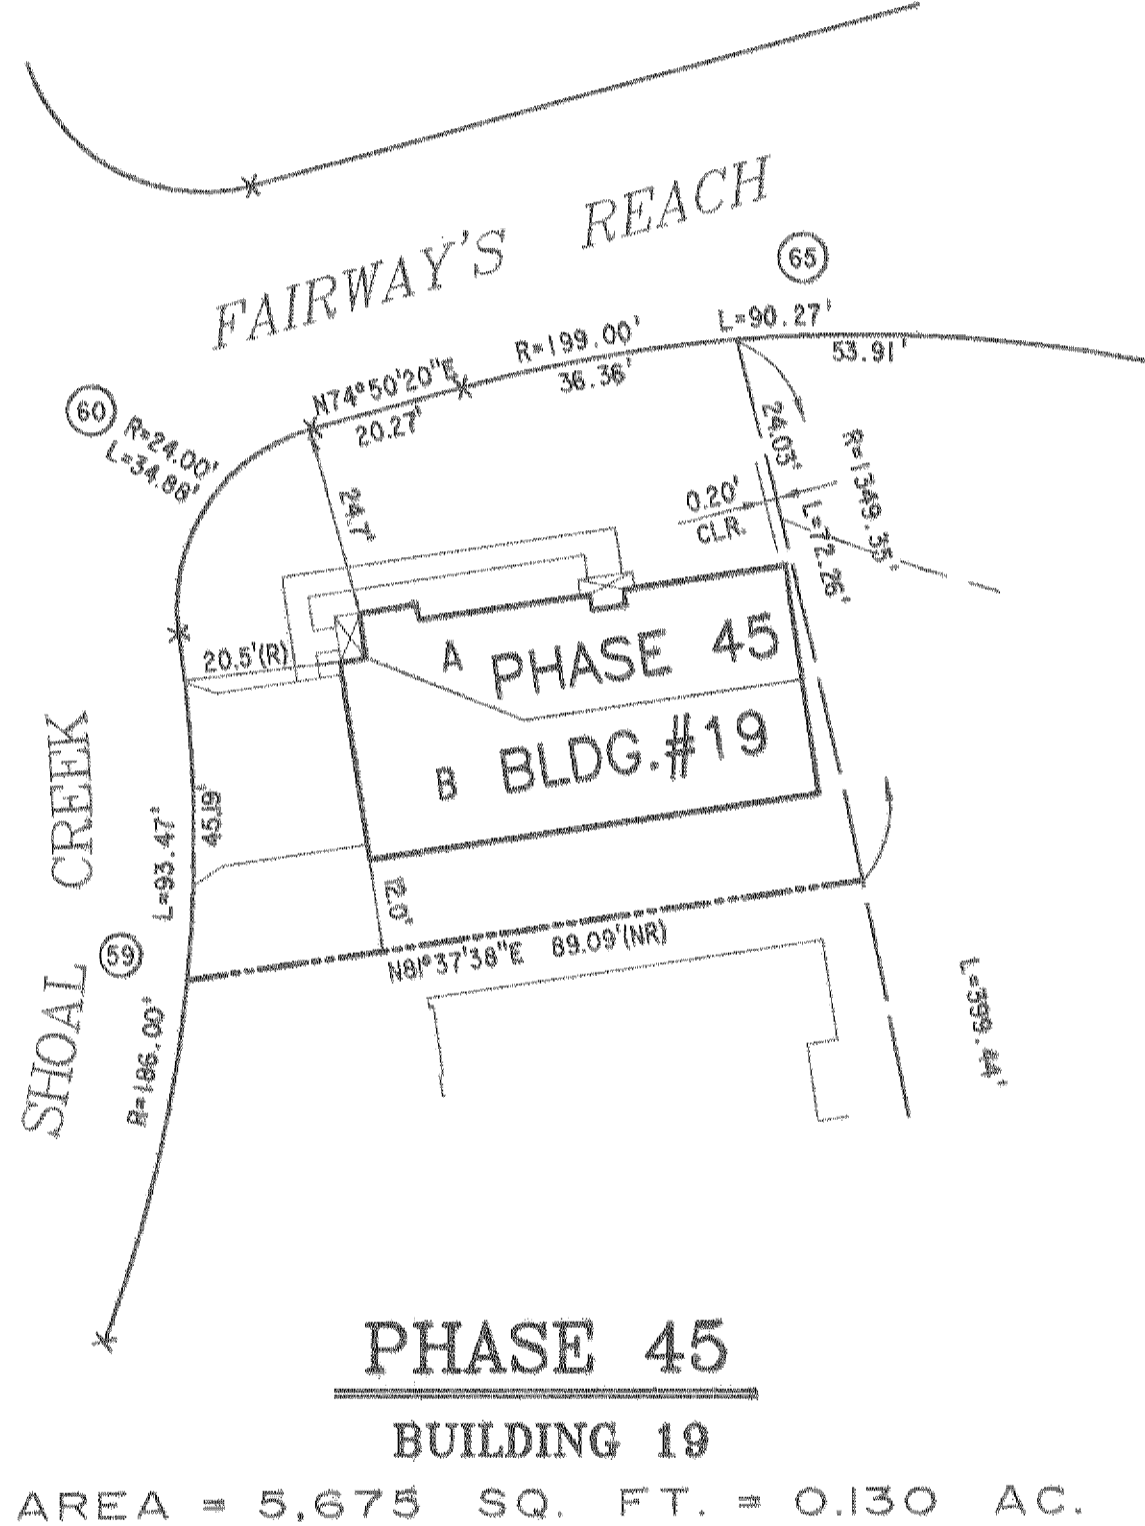 FAIRWAY'S REACH
65
L=90.27'
R=199.00'
53.91'
36.36'
N74°50'20"E
20.27'
60
R=24.00'
L=34.86'
24.7'
24.03'
R=1349.35'
L=72.26'
0.20'
CLR.
20.5'(R)
A PHASE 45
B BLDG.#19
SHOAL CREEK
L=93.47'
45.19'
59
R=186.00'
12.0'
N81°37'38"E 89.09'(NR)
L=399.44'
PHASE 45
BUILDING 19
AREA = 5,675 SQ. FT. = 0.130 AC.